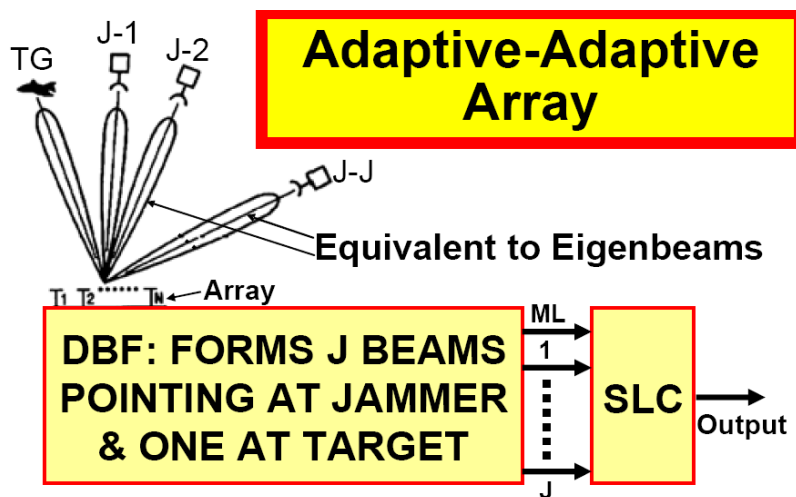 Adaptive-Adaptive
Array
TG
J-1
J-2
J-J
Equivalent to Eigenbeams
T1 T2 ...... TN
Array
DBF: FORMS J BEAMS
POINTING AT JAMMER
& ONE AT TARGET
ML
1
J
SLC
Output